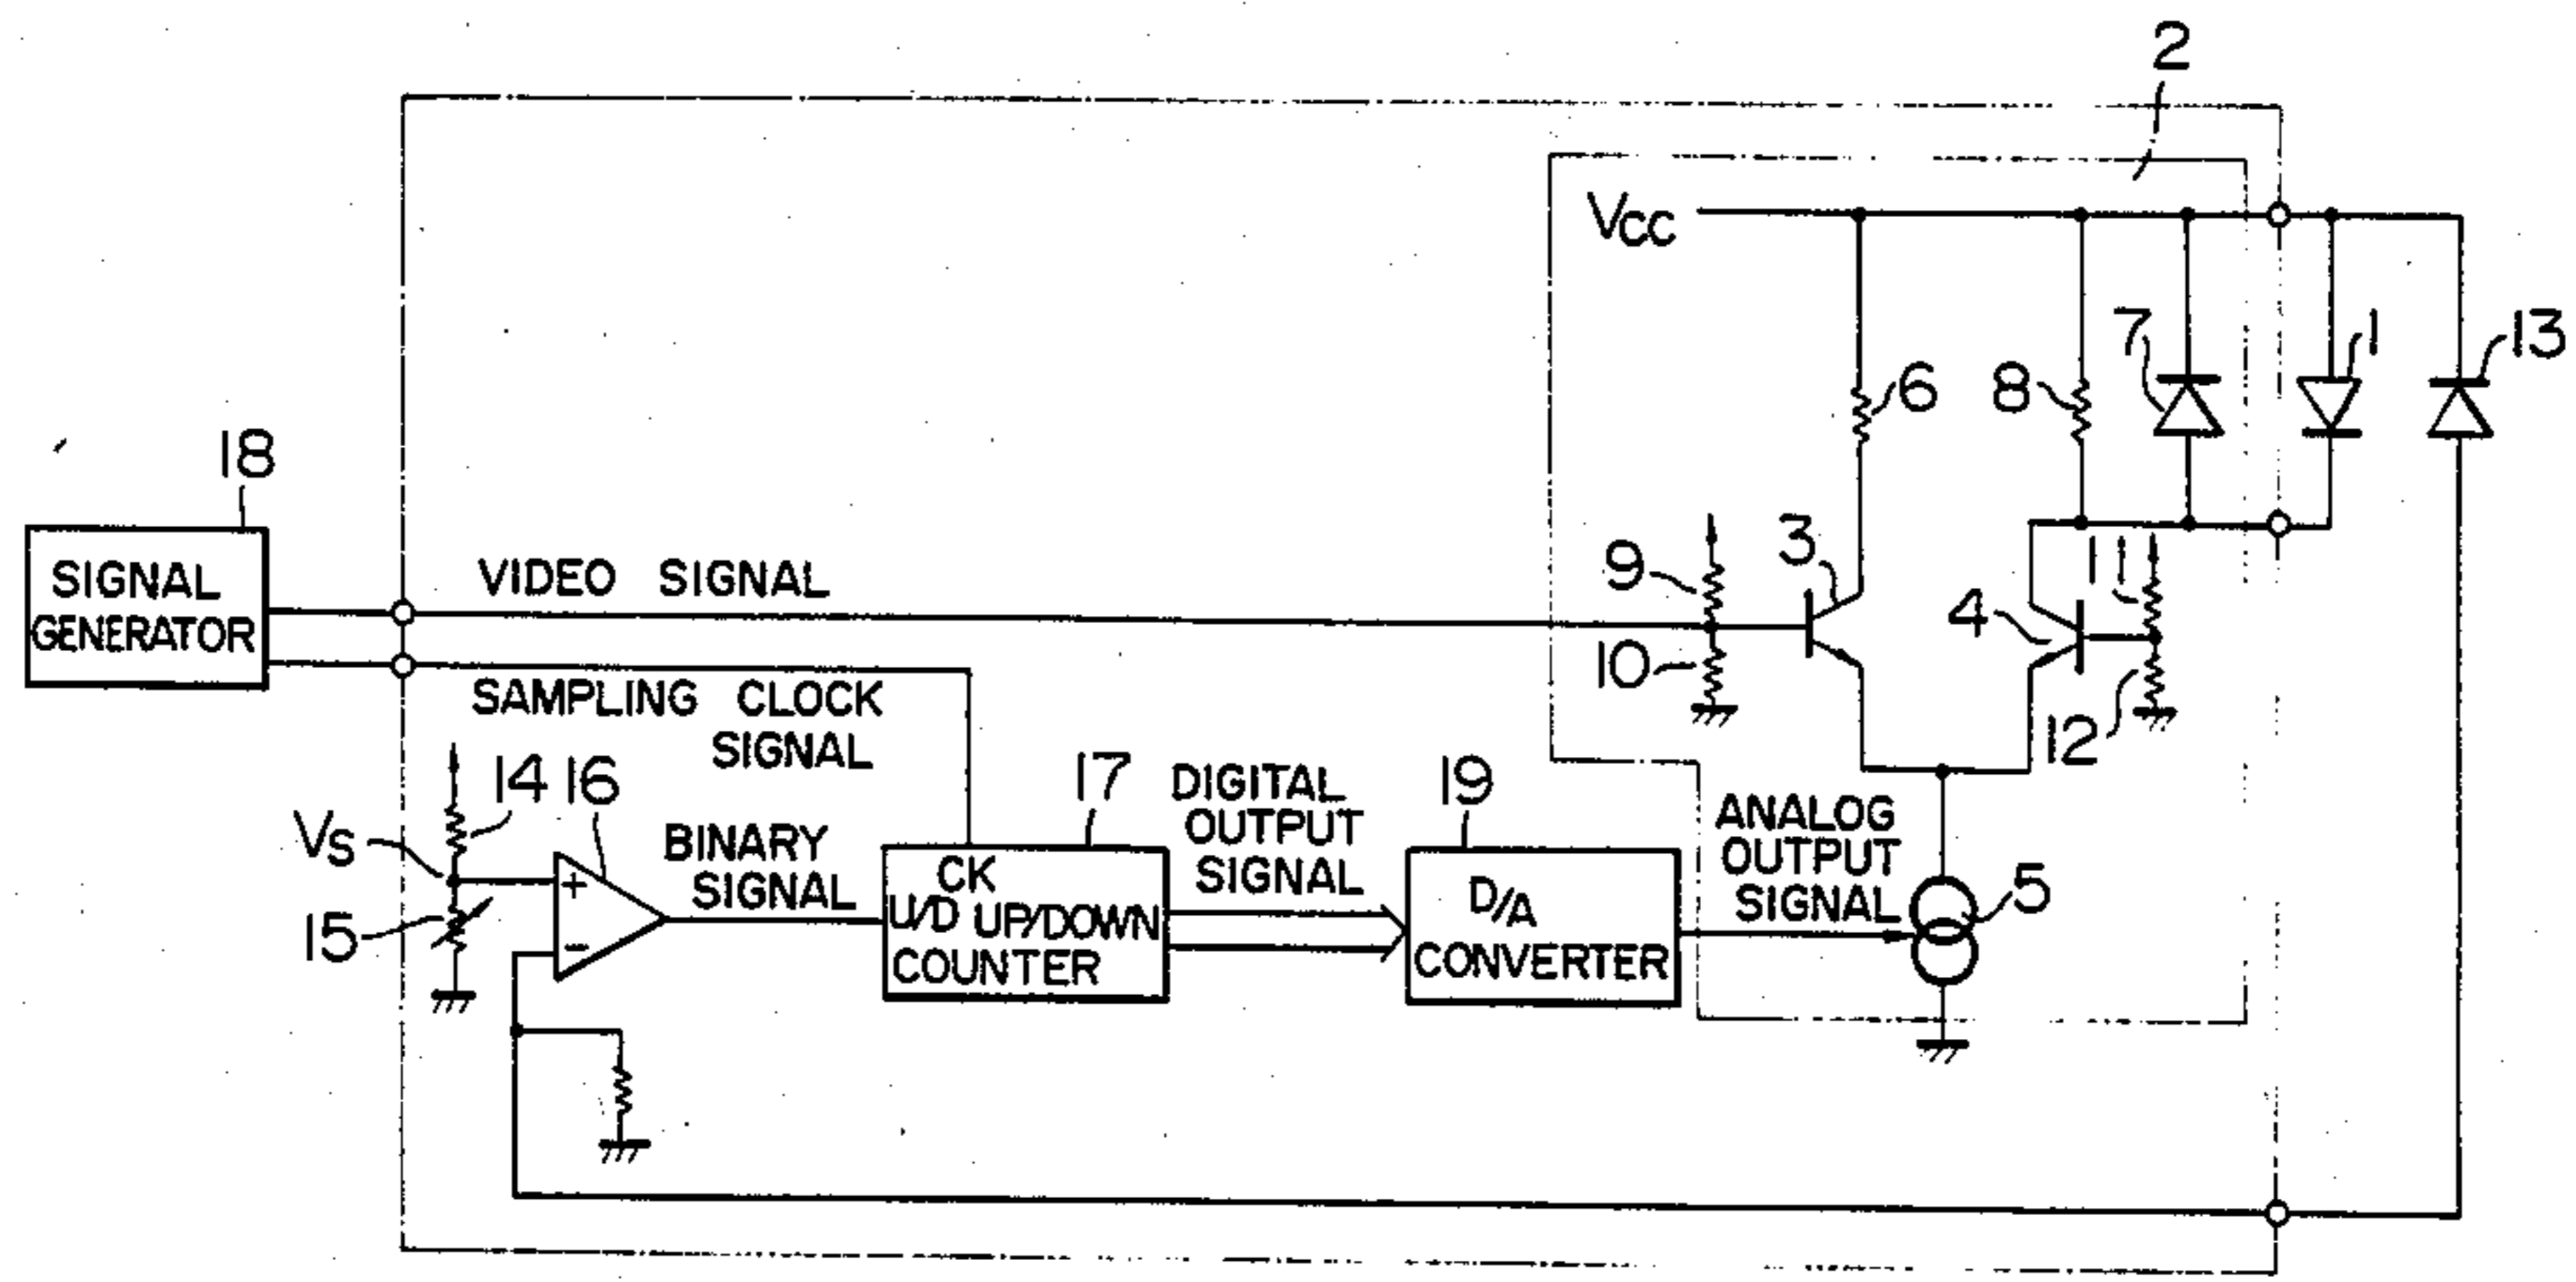 2
VCC
7
1
13
6
8
18
SIGNAL
GENERATOR
VIDEO SIGNAL
9
3
11
4
10
12
SAMPLING CLOCK
SIGNAL
14
16
17
DIGITAL
OUTPUT
SIGNAL
19
ANALOG
OUTPUT
SIGNAL
VS
BINARY
SIGNAL
15
+
−
CK
U/D UP/DOWN
COUNTER
D/A
CONVERTER
5